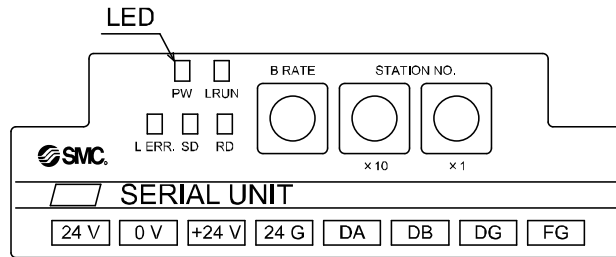 LED
B RATE STATION NO.
PW LRUN
L ERR. SD RD
SMC.
×10 ×1
SERIAL UNIT
24 V 0 V +24 V 24 G DA DB DG FG